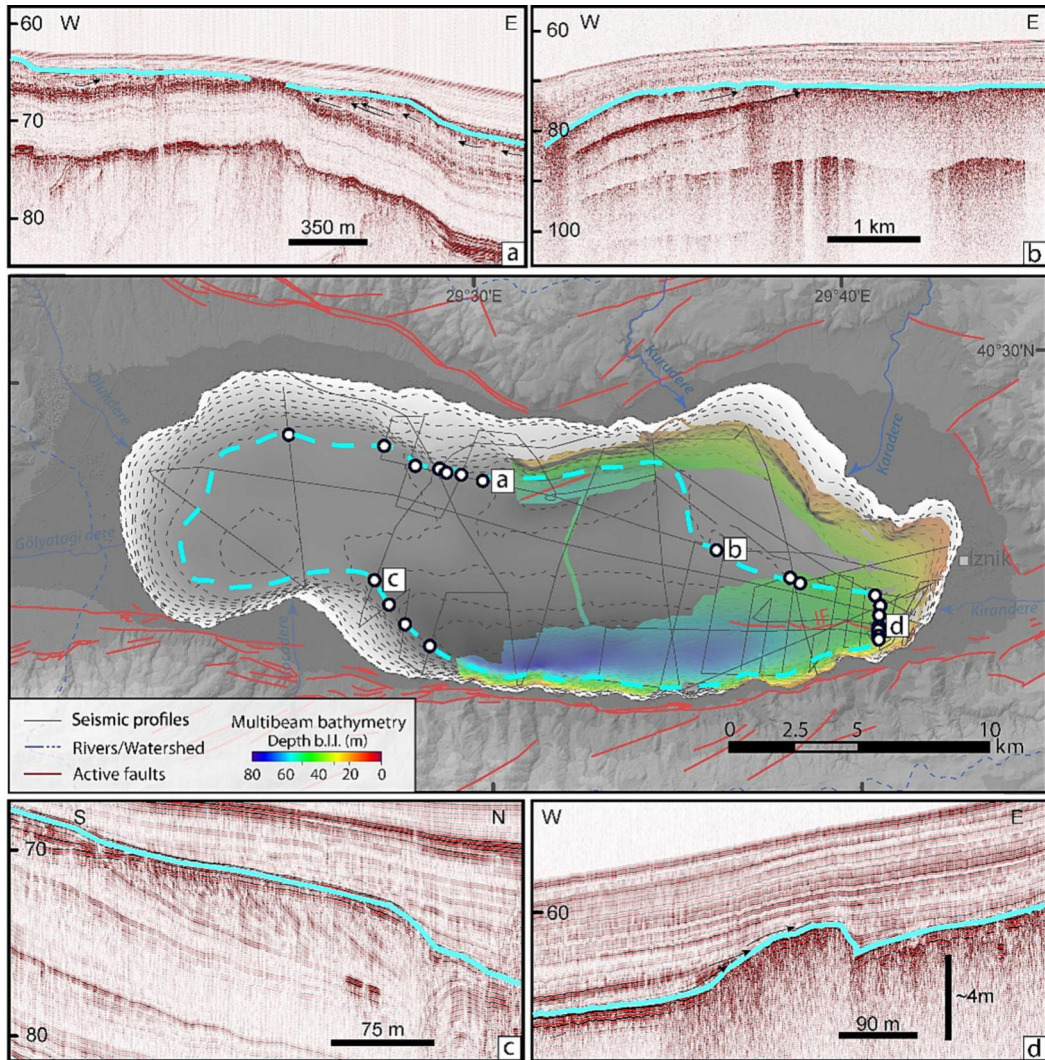 60 W E
70
80
350 m
a
60 W E
80
100
1 km
b
29°30'E 29°40'E
40°30'N
Olukdere
Kurudere
Karadere
Gölyatağı dere
Kirandere
İznik
IF
a
b
c
d
Seismic profiles
Rivers/Watershed
Active faults
Multibeam bathymetry
Depth b.l.l. (m)
80 60 40 20 0
0 2.5 5 10
km
S N
70
80
75 m
c
W E
60
~4m
90 m
d